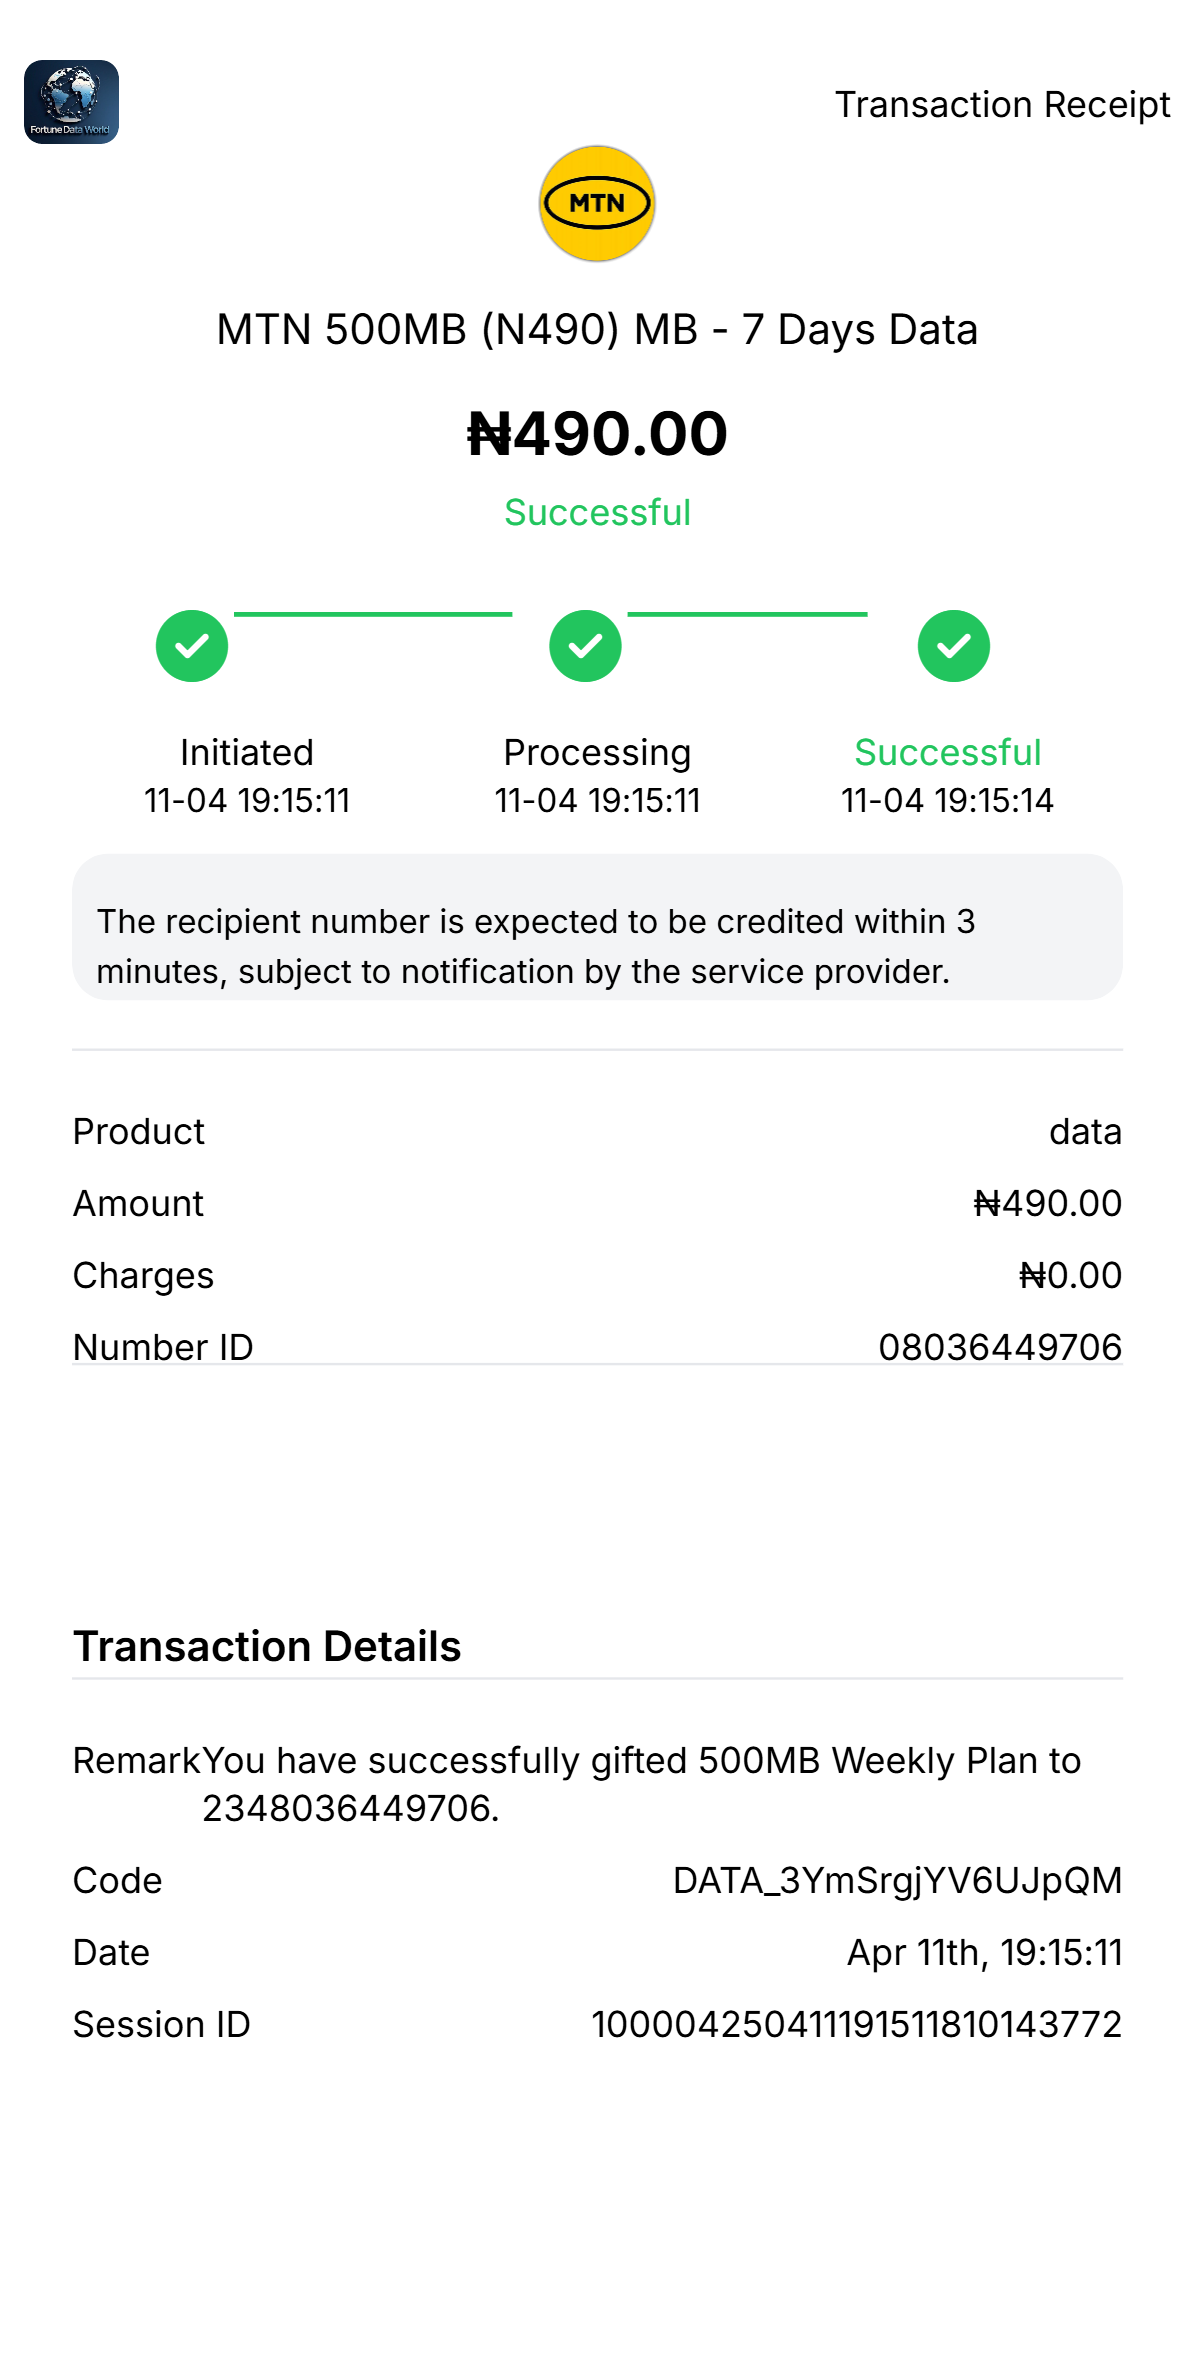 Fortune Data World
Transaction Receipt
MTN
MTN 500MB (N490) MB - 7 Days Data
₦490.00
Successful
Initiated
11-04 19:15:11
Processing
11-04 19:15:11
Successful
11-04 19:15:14
The recipient number is expected to be credited within 3
minutes, subject to notification by the service provider.
Product data
Amount ₦490.00
Charges ₦0.00
Number ID 08036449706
Transaction Details
Remark You have successfully gifted 500MB Weekly Plan to
2348036449706.
Code DATA_3YmSrgjYV6UJpQM
Date Apr 11th, 19:15:11
Session ID 100004250411191511810143772